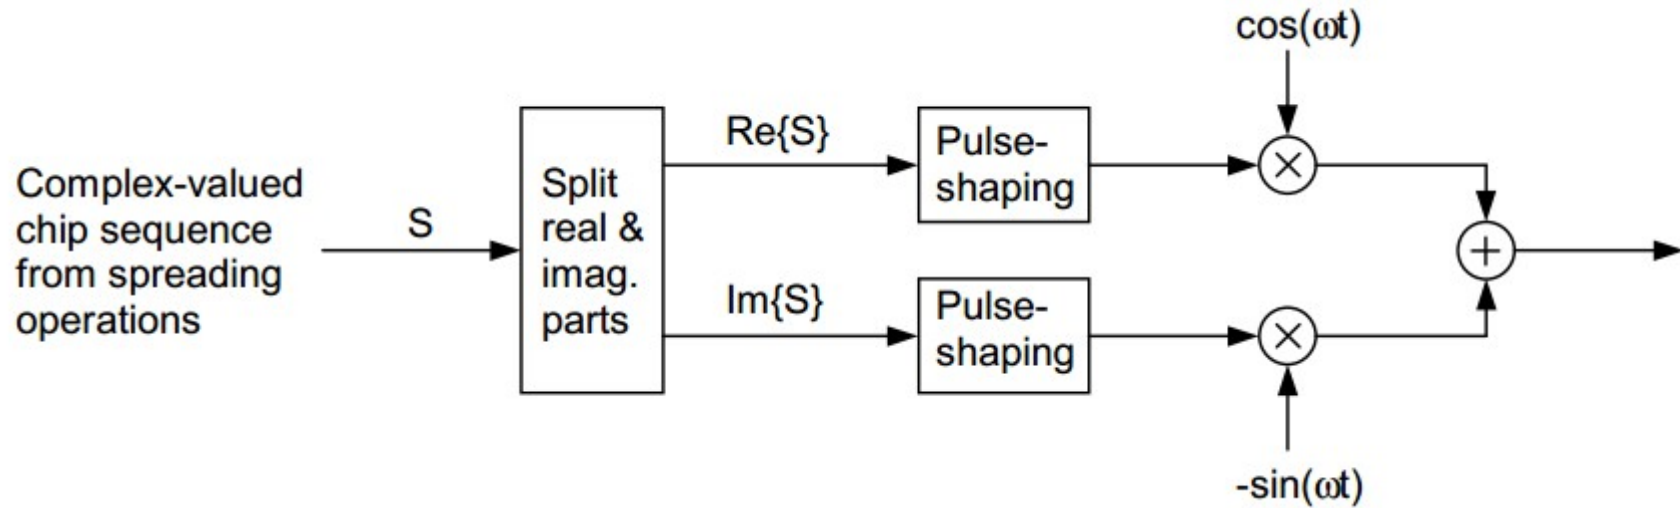 cos(ωt)
Complex-valued
chip sequence
from spreading
operations
S
Split
real &
imag.
parts
Re{S}
Pulse-
shaping
Im{S}
Pulse-
shaping
-sin(ωt)